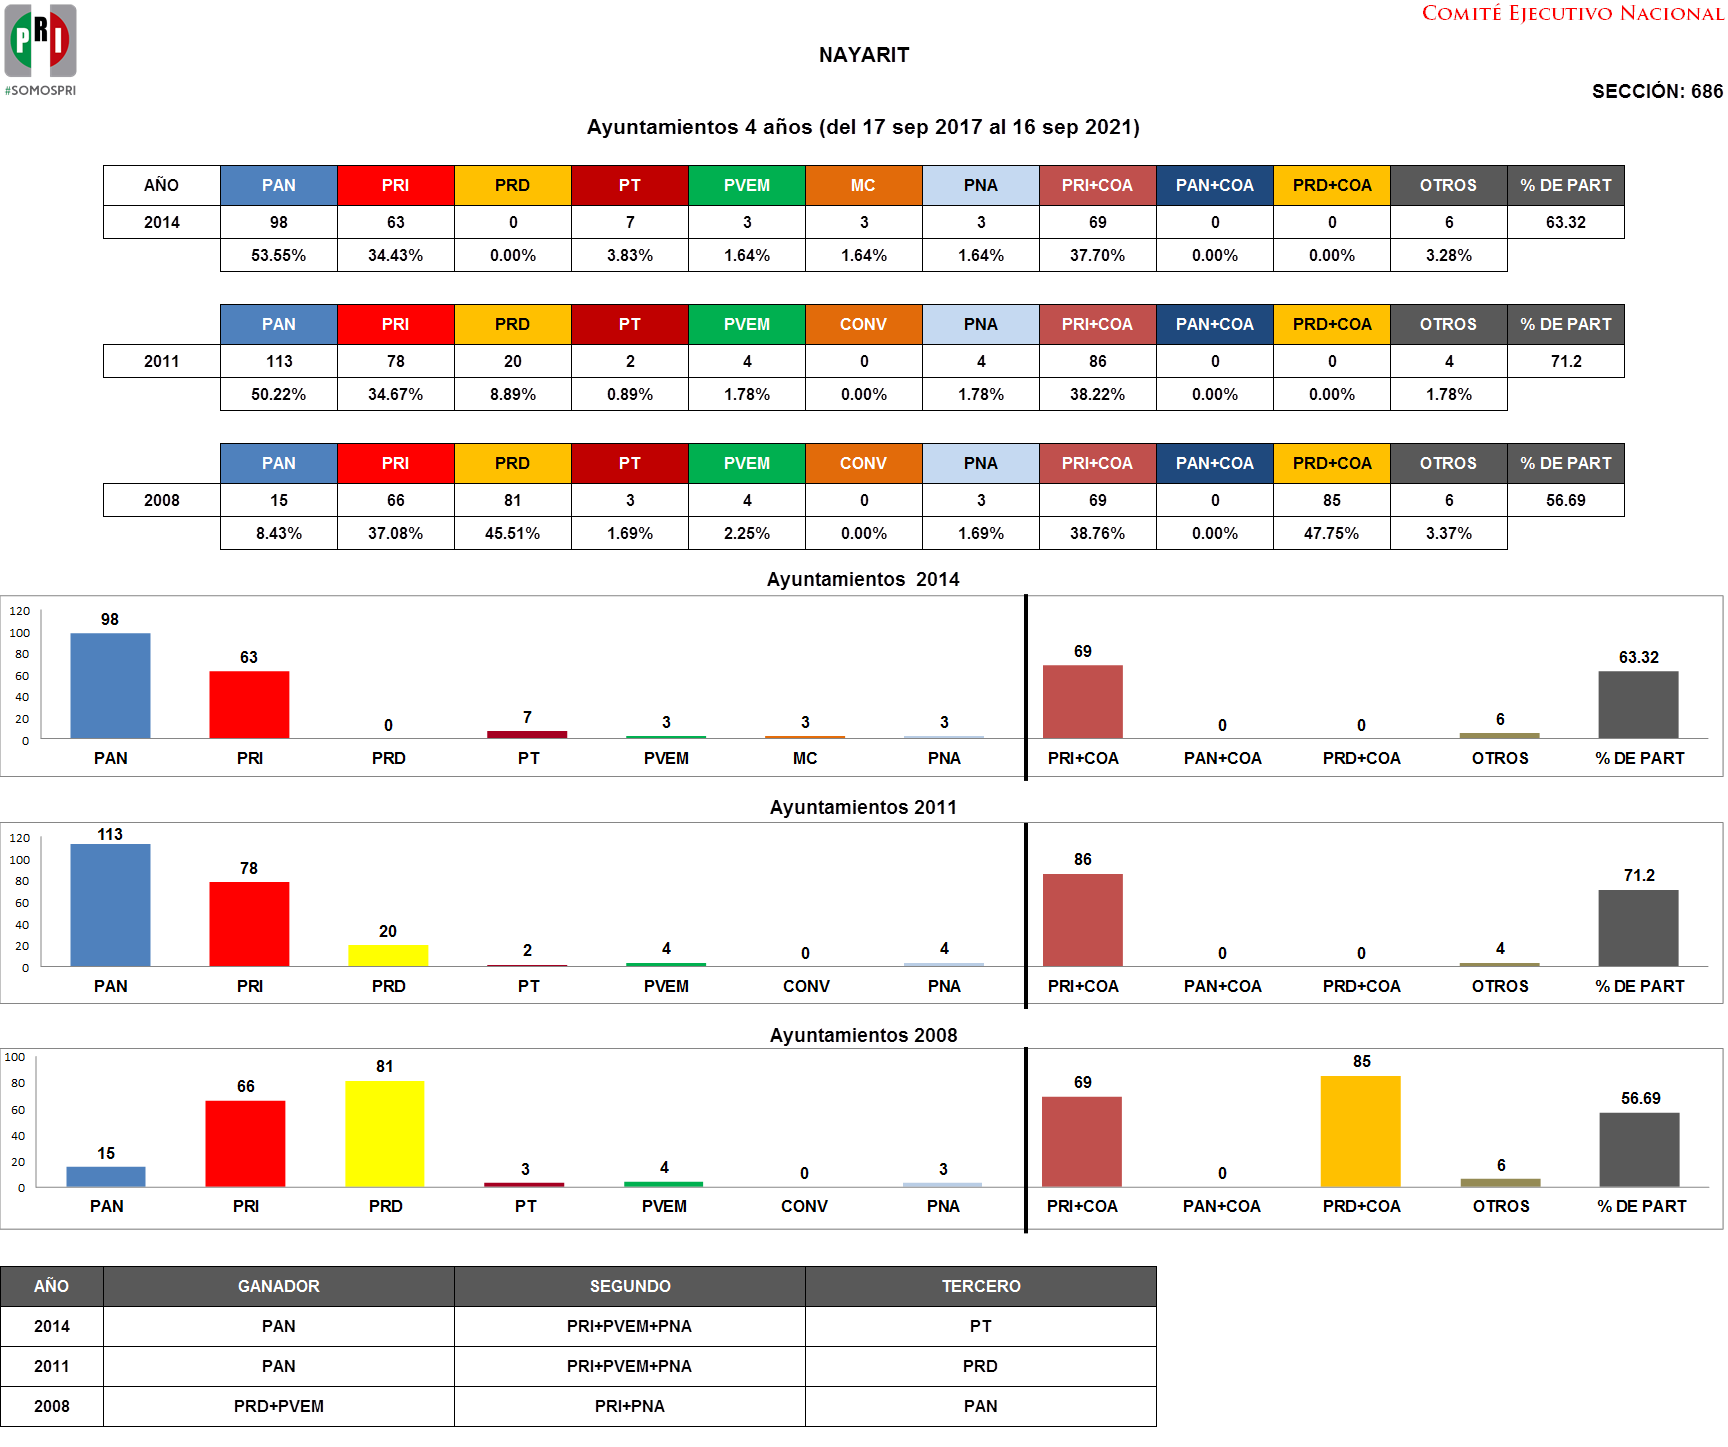 COMITÉ EJECUTIVO NACIONAL
PRI
#SOMOSPRI
NAYARIT
SECCIÓN: 686
Ayuntamientos 4 años (del 17 sep 2017 al 16 sep 2021)
AÑO PAN PRI PRD PT PVEM MC PNA PRI+COA PAN+COA PRD+COA OTROS % DE PART
2014 98 63 0 7 3 3 3 69 0 0 6 63.32
53.55% 34.43% 0.00% 3.83% 1.64% 1.64% 1.64% 37.70% 0.00% 0.00% 3.28%
PAN PRI PRD PT PVEM CONV PNA PRI+COA PAN+COA PRD+COA OTROS % DE PART
2011 113 78 20 2 4 0 4 86 0 0 4 71.2
50.22% 34.67% 8.89% 0.89% 1.78% 0.00% 1.78% 38.22% 0.00% 0.00% 1.78%
PAN PRI PRD PT PVEM CONV PNA PRI+COA PAN+COA PRD+COA OTROS % DE PART
2008 15 66 81 3 4 0 3 69 0 85 6 56.69
8.43% 37.08% 45.51% 1.69% 2.25% 0.00% 1.69% 38.76% 0.00% 47.75% 3.37%
Ayuntamientos 2014
120
100
80
60
40
20
0
98 63 0 7 3 3 3 69 0 0 6 63.32
PAN PRI PRD PT PVEM MC PNA PRI+COA PAN+COA PRD+COA OTROS % DE PART
Ayuntamientos 2011
120
100
80
60
40
20
0
113 78 20 2 4 0 4 86 0 0 4 71.2
PAN PRI PRD PT PVEM CONV PNA PRI+COA PAN+COA PRD+COA OTROS % DE PART
Ayuntamientos 2008
100
80
60
40
20
0
15 66 81 3 4 0 3 69 0 85 6 56.69
PAN PRI PRD PT PVEM CONV PNA PRI+COA PAN+COA PRD+COA OTROS % DE PART
AÑO GANADOR SEGUNDO TERCERO
2014 PAN PRI+PVEM+PNA PT
2011 PAN PRI+PVEM+PNA PRD
2008 PRD+PVEM PRI+PNA PAN